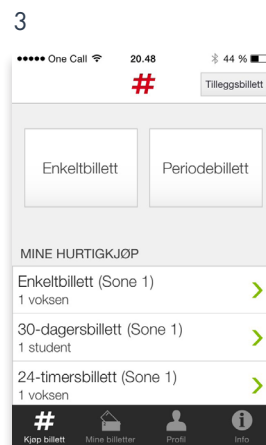 3
One Call 20.48 44 %
#
Tilleggsbillett
Enkeltbillett Periodebillett
MINE HURTIGKJØP
Enkeltbillett (Sone 1)
1 voksen
30-dagersbillett (Sone 1)
1 student
24-timersbillett (Sone 1)
1 voksen
#
Kjøp billett Mine billetter Profil Info